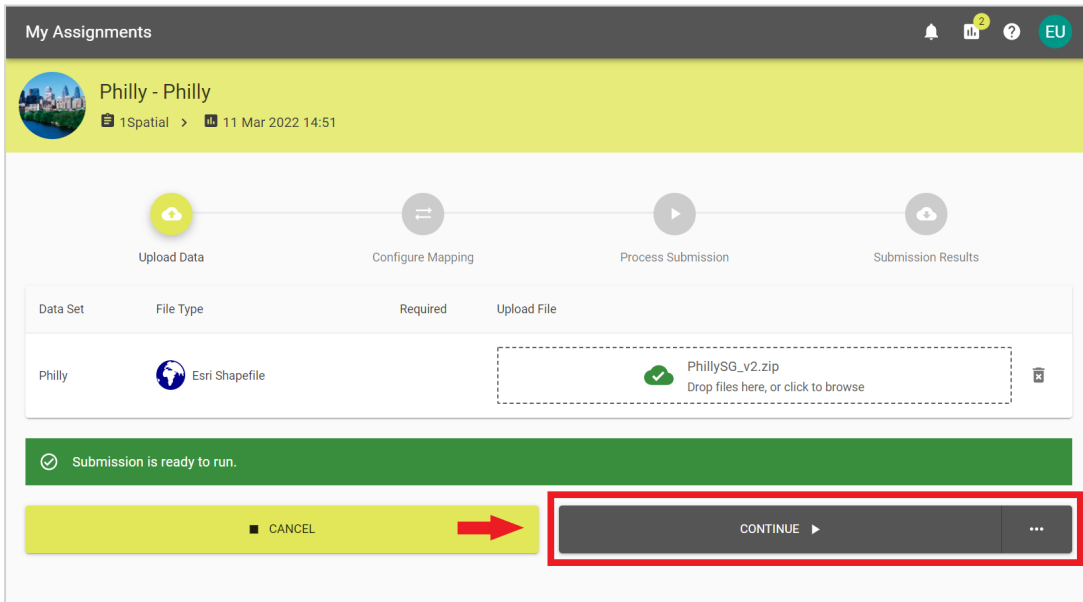 My Assignments
2
EU
Philly - Philly
1Spatial > 11 Mar 2022 14:51
Upload Data
Configure Mapping
Process Submission
Submission Results
Data Set File Type Required Upload File
Philly Esri Shapefile
PhillySG_v2.zip
Drop files here, or click to browse
Submission is ready to run.
CANCEL
CONTINUE